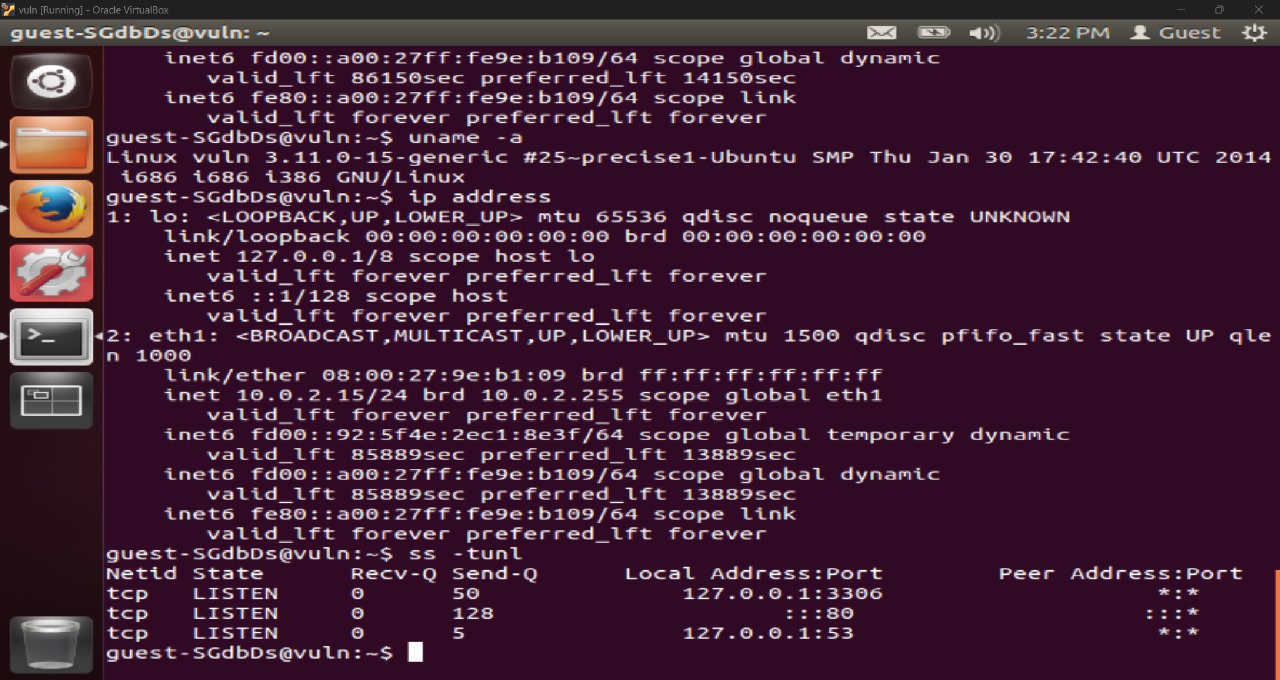 vuln [Running] - Oracle VirtualBox
guest-SGdbDs@vuln: ~ 3:22 PM Guest
inet6 fd00::a00:27ff:fe9e:b109/64 scope global dynamic
valid_lft 86150sec preferred_lft 14150sec
inet6 fe80::a00:27ff:fe9e:b109/64 scope link
valid_lft forever preferred_lft forever
guest-SGdbDs@vuln:~$ uname -a
Linux vuln 3.11.0-15-generic #25~precise1-Ubuntu SMP Thu Jan 30 17:42:40 UTC 2014
i686 i686 i386 GNU/Linux
guest-SGdbDs@vuln:~$ ip address
1: lo: <LOOPBACK,UP,LOWER_UP> mtu 65536 qdisc noqueue state UNKNOWN
link/loopback 00:00:00:00:00:00 brd 00:00:00:00:00:00
inet 127.0.0.1/8 scope host lo
valid_lft forever preferred_lft forever
inet6 ::1/128 scope host
valid_lft forever preferred_lft forever
2: eth1: <BROADCAST,MULTICAST,UP,LOWER_UP> mtu 1500 qdisc pfifo_fast state UP qle
n 1000
link/ether 08:00:27:9e:b1:09 brd ff:ff:ff:ff:ff:ff
inet 10.0.2.15/24 brd 10.0.2.255 scope global eth1
valid_lft forever preferred_lft forever
inet6 fd00::92:5f4e:2ec1:8e3f/64 scope global temporary dynamic
valid_lft 85889sec preferred_lft 13889sec
inet6 fd00::a00:27ff:fe9e:b109/64 scope global dynamic
valid_lft 85889sec preferred_lft 13889sec
inet6 fe80::a00:27ff:fe9e:b109/64 scope link
valid_lft forever preferred_lft forever
guest-SGdbDs@vuln:~$ ss -tunl
Netid State Recv-Q Send-Q Local Address:Port Peer Address:Port
tcp LISTEN 0 50 127.0.0.1:3306 *:*
tcp LISTEN 0 128 :::80 :::*
tcp LISTEN 0 5 127.0.0.1:53 *:*
guest-SGdbDs@vuln:~$